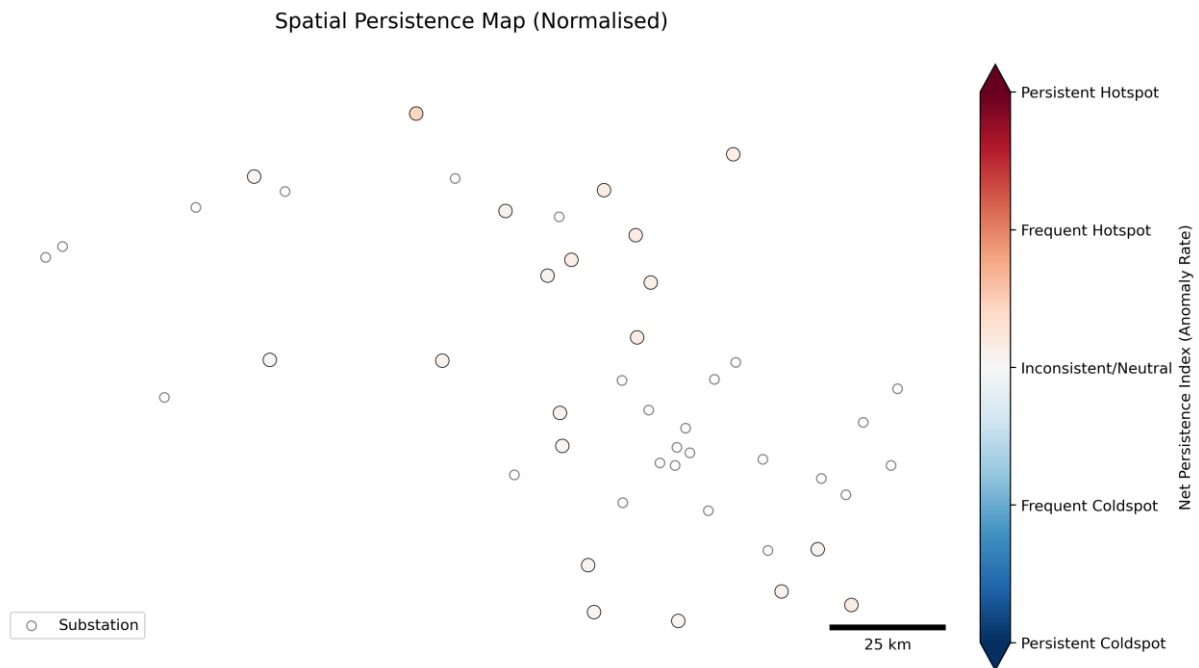 Spatial Persistence Map (Normalised)
Persistent Hotspot
Frequent Hotspot
Inconsistent/Neutral
Frequent Coldspot
Persistent Coldspot
Net Persistence Index (Anomaly Rate)
Substation
25 km